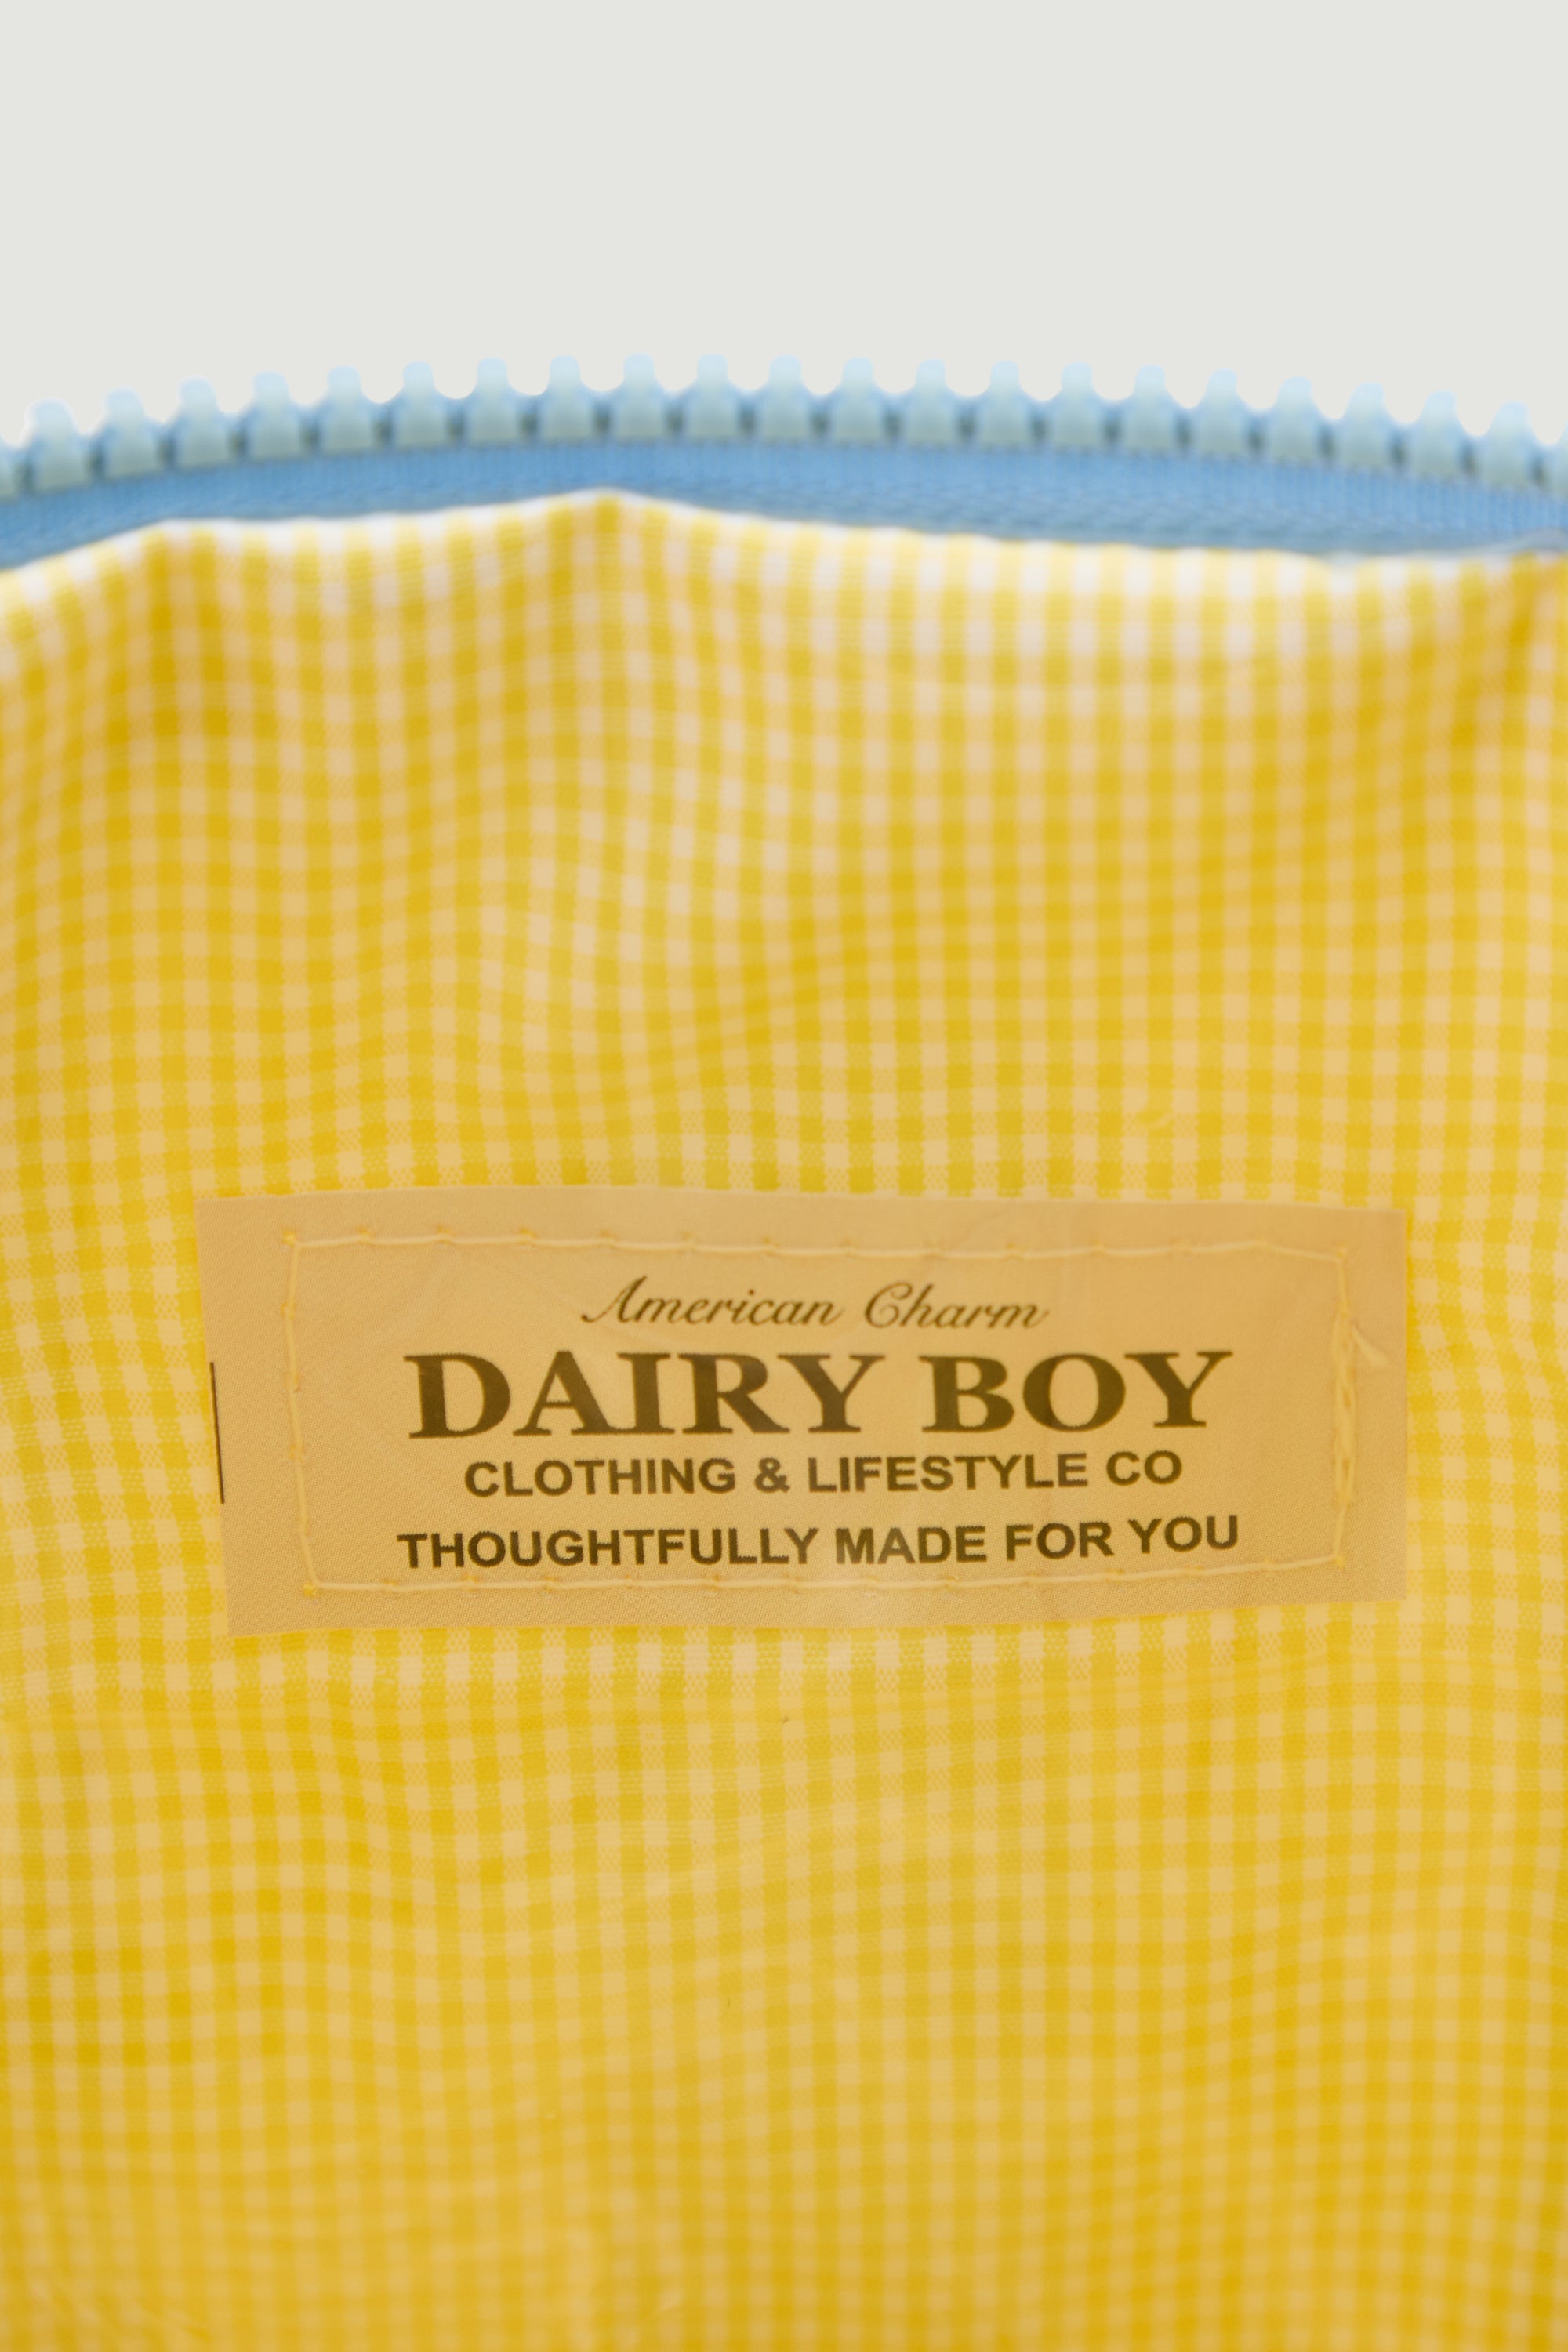 American Charm
DAIRY BOY
CLOTHING & LIFESTYLE CO
THOUGHTFULLY MADE FOR YOU